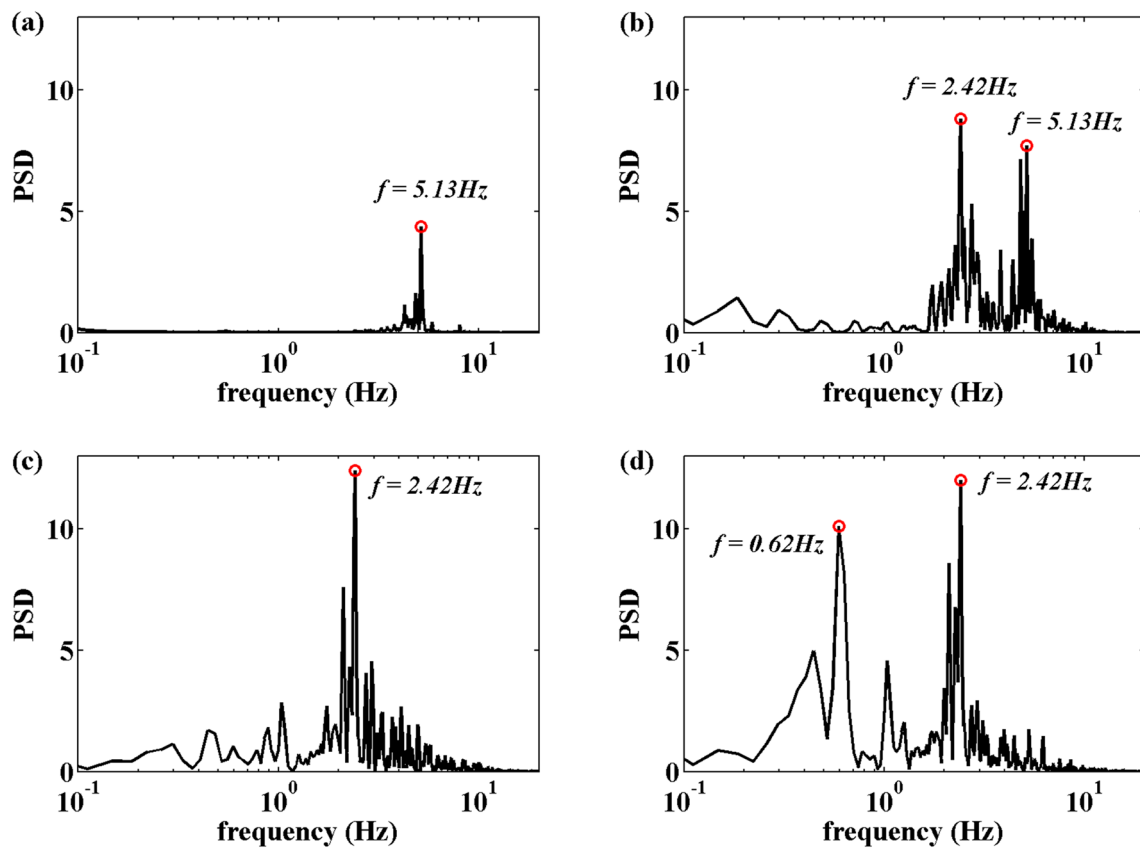 (a)
PSD
10
5
0
f = 5.13Hz
10^-1
10^0
10^1
frequency (Hz)
(b)
PSD
10
5
0
f = 2.42Hz
f = 5.13Hz
10^-1
10^0
10^1
frequency (Hz)
(c)
PSD
10
5
0
f = 2.42Hz
10^-1
10^0
10^1
frequency (Hz)
(d)
PSD
10
5
0
f = 0.62Hz
f = 2.42Hz
10^-1
10^0
10^1
frequency (Hz)